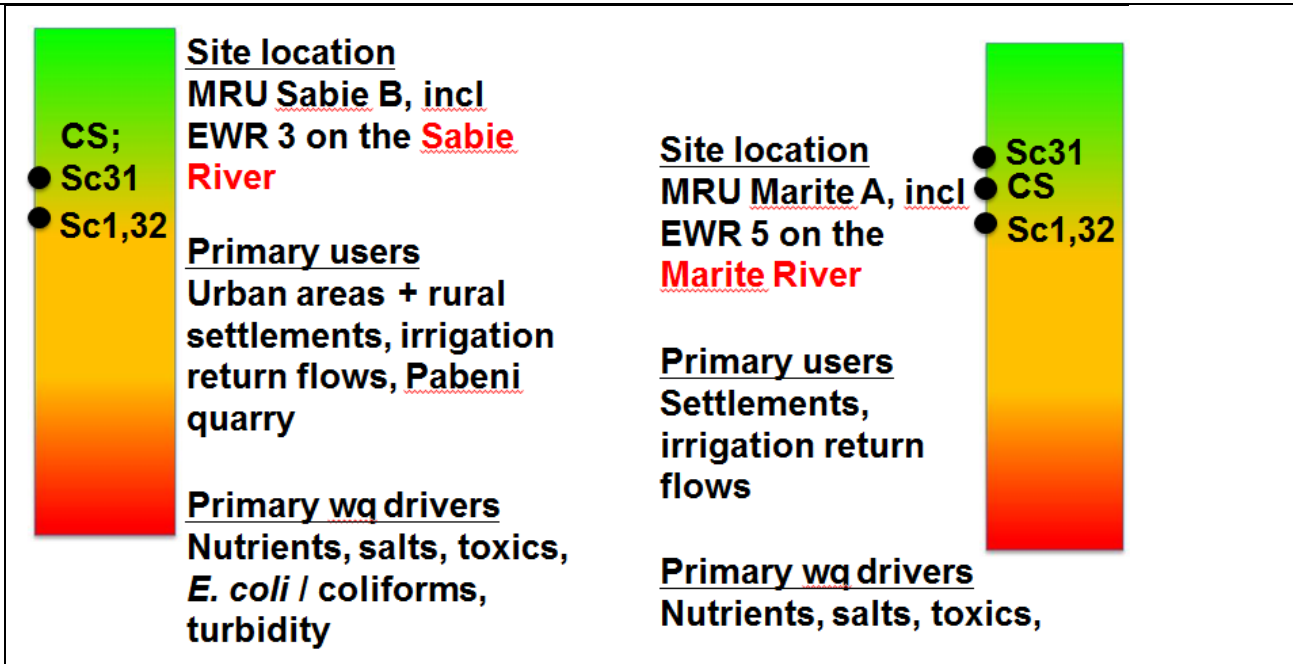 CS;
Sc31
Sc1,32
Site location
MRU Sabie B, incl
EWR 3 on the Sabie
River
Primary users
Urban areas + rural
settlements, irrigation
return flows, Pabeni
quarry
Primary wq drivers
Nutrients, salts, toxics,
E. coli / coliforms,
turbidity
Site location
MRU Marite A, incl
EWR 5 on the
Marite River
Primary users
Settlements,
irrigation return
flows
Primary wq drivers
Nutrients, salts, toxics,
Sc31
CS
Sc1,32